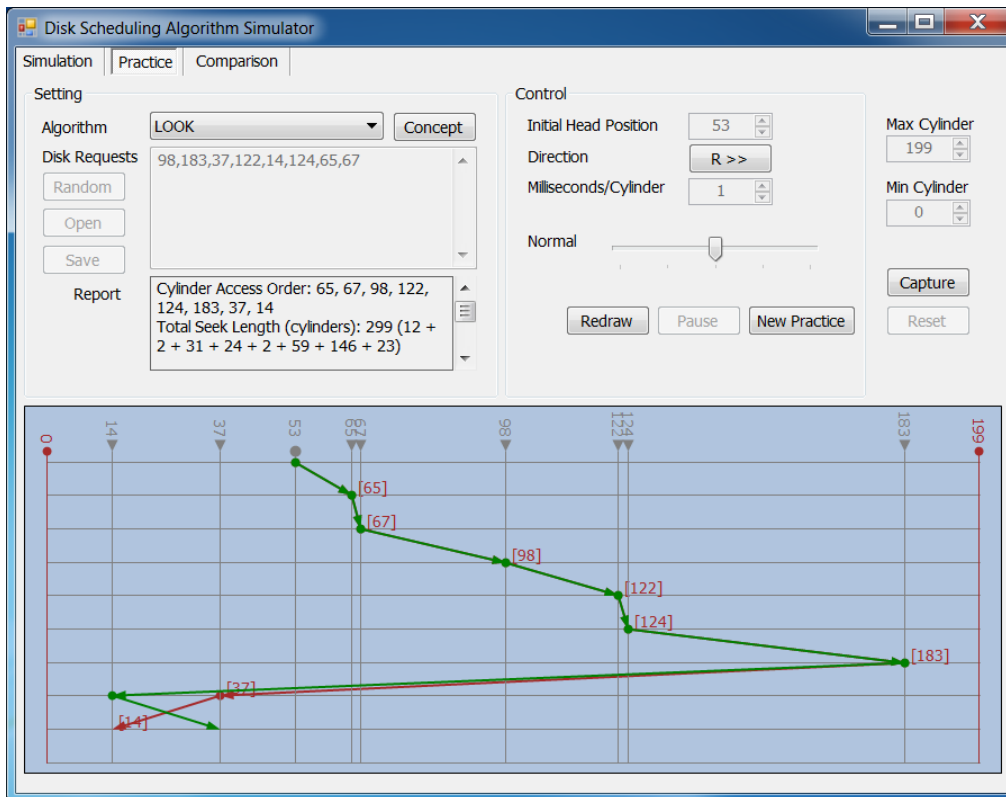 Disk Scheduling Algorithm Simulator
Simulation Practice Comparison
Setting
Algorithm LOOK Concept
Disk Requests 98,183,37,122,14,124,65,67
Random
Open
Save
Report Cylinder Access Order: 65, 67, 98, 122,
124, 183, 37, 14
Total Seek Length (cylinders): 299 (12 +
2 + 31 + 24 + 2 + 59 + 146 + 23)
Control
Initial Head Position 53
Direction R >>
Milliseconds/Cylinder 1
Normal
Redraw Pause New Practice
Max Cylinder
199
Min Cylinder
0
Capture
Reset
0 14 37 53 65 67 98 122 124 183 199
[65]
[67]
[98]
[122]
[124]
[183]
[37]
[14]